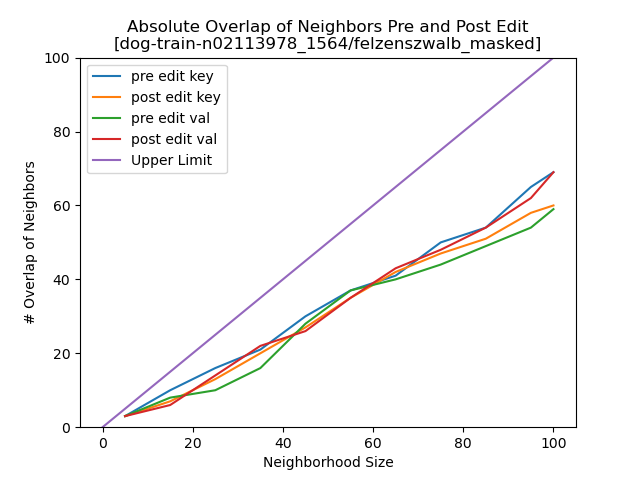 Absolute Overlap of Neighbors Pre and Post Edit
[dog-train-n02113978_1564/felzenszwalb_masked]
100
80
60
40
20
0
# Overlap of Neighbors
pre edit key
post edit key
pre edit val
post edit val
Upper Limit
0 20 40 60 80 100
Neighborhood Size